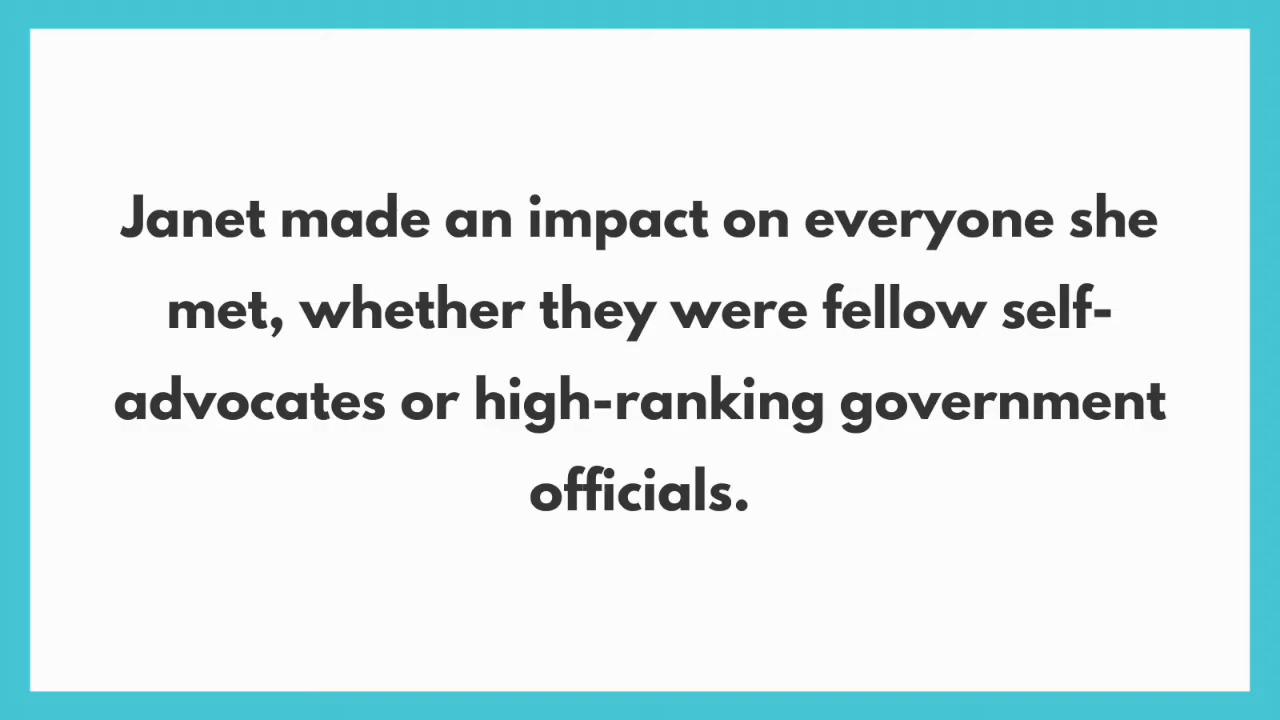 Janet made an impact on everyone she
met, whether they were fellow self-
advocates or high-ranking government
officials.